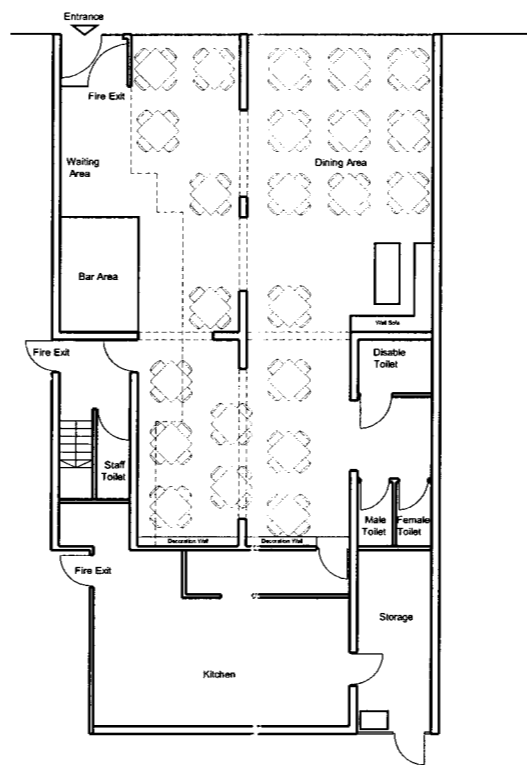 Entrance
Fire Exit
Waiting
Area
Dining Area
Bar Area
Wall Sofa
Fire Exit
Disable
Toilet
Staff
Toilet
Male
Toilet
Female
Toilet
Decoration Wall
Decoration Wall
Fire Exit
Storage
Kitchen